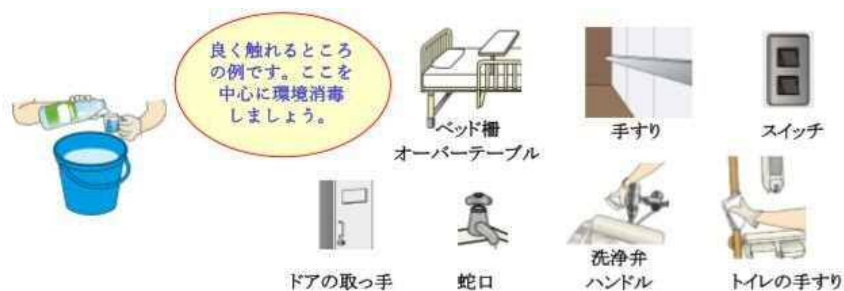 良く触れるところ
の例です。ここを
中心に環境消毒
しましょう。
ベッド柵
オーバーテーブル
手すり
スイッチ
ドアの取っ手
蛇口
洗浄弁
ハンドル
トイレの手すり